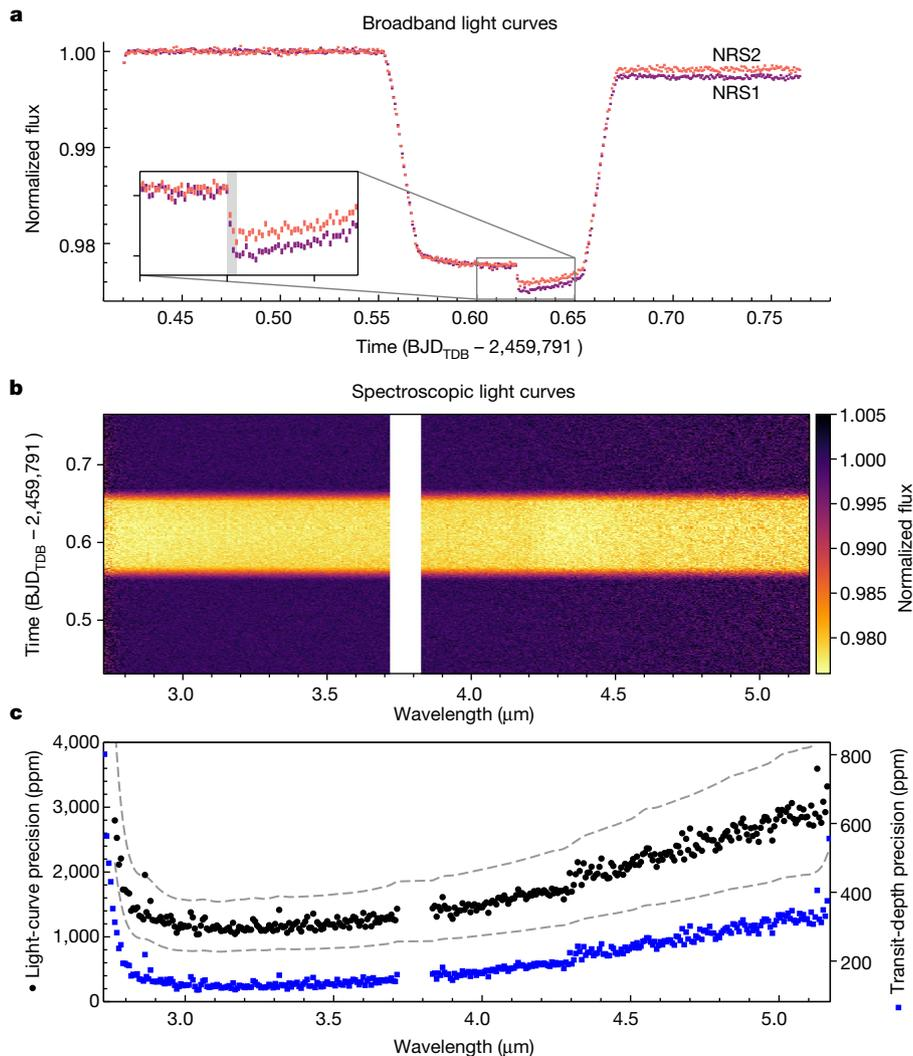 a
Broadband light curves
1.00
0.99
0.98
Normalized flux
NRS2
NRS1
0.45 0.50 0.55 0.60 0.65 0.70 0.75
Time (BJD_TDB – 2,459,791 )
b
Spectroscopic light curves
0.7
0.6
0.5
Time (BJD_TDB – 2,459,791 )
1.005
1.000
0.995
0.990
0.985
0.980
Normalized flux
3.0 3.5 4.0 4.5 5.0
Wavelength (μm)
c
4,000
3,000
2,000
1,000
0
• Light-curve precision (ppm)
800
600
400
200
■ Transit-depth precision (ppm)
3.0 3.5 4.0 4.5 5.0
Wavelength (μm)